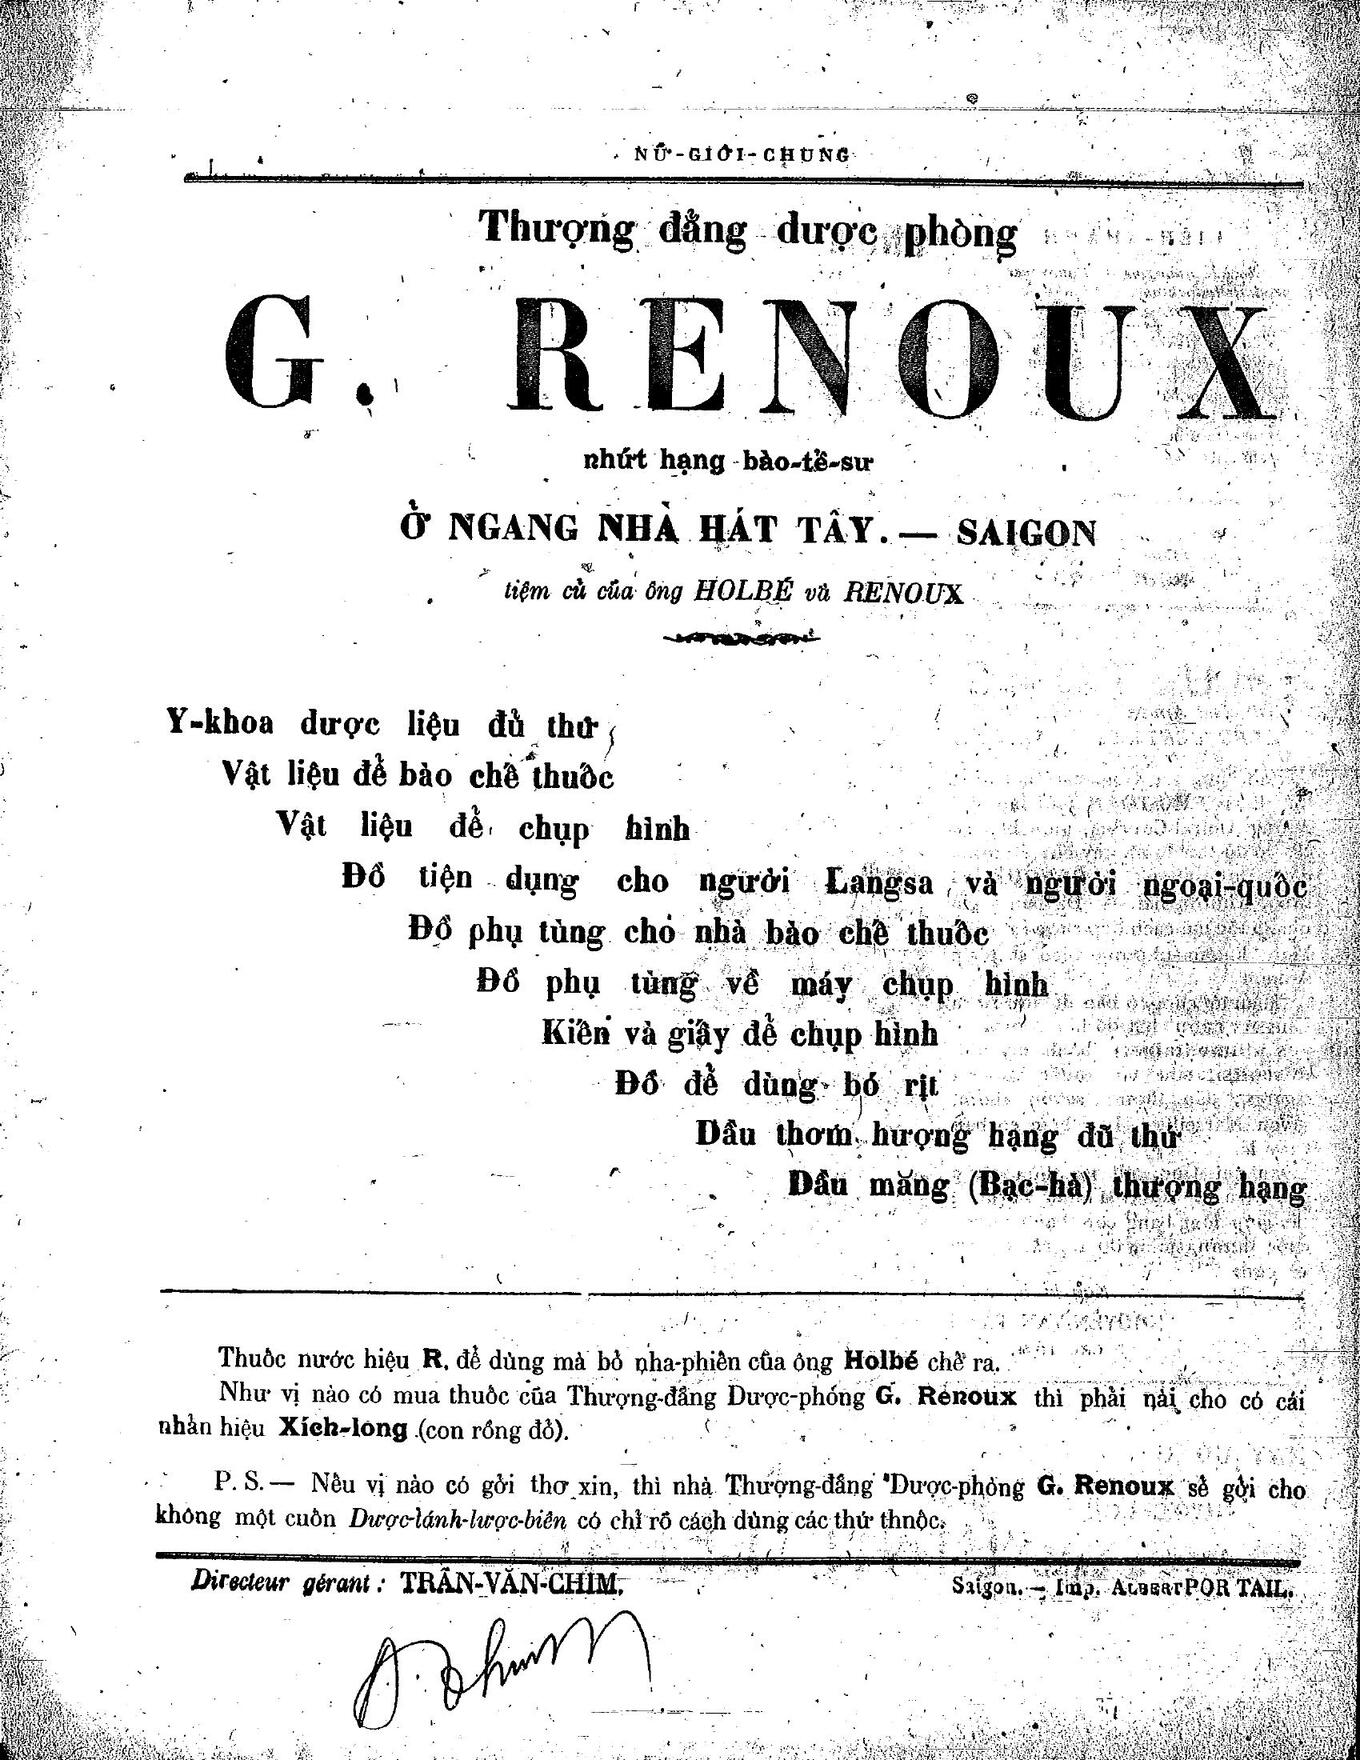 NỮ-GIỚI-CHUNG
Thượng đẳng dược phòng
G. RENOUX
nhứt hạng bào-tề-sư
Ở NGANG NHÀ HÁT TÂY. — SAIGON
tiệm củ của ông HOLBÉ và RENOUX
Y-khoa dược liệu đủ thứ
Vật liệu để bào chế thuốc
Vật liệu để chụp hình
Đồ tiện dụng cho người Langsa và người ngoại-quốc
Đồ phụ tùng cho nhà bào chế thuốc
Đồ phụ tùng về máy chụp hình
Kiến và giấy để chụp hình
Đồ để dùng bó rịt
Dầu thơm hượng hạng đũ thứ
Dầu măng (Bạc-hà) thượng hạng
Thuốc nước hiệu R. để dùng mà bỏ nha-phiến của ông Holbé chế ra.
Như vị nào có mua thuốc của Thượng-đẳng Dược-phóng G. Renoux thì phải nài cho có cái
nhản hiệu Xích-long (con rồng đỏ).
P. S. — Nếu vị nào có gởi thơ xin, thì nhà Thượng-đẳng Dược-phòng G. Renoux sẻ gởi cho
không một cuốn Dược-tánh-lược-biên có chỉ rỏ cách dùng các thứ thnốc.
Directeur gérant : TRẦN-VĂN-CHIM.
Saigon. — Imp. ALBERT PORTAIL.